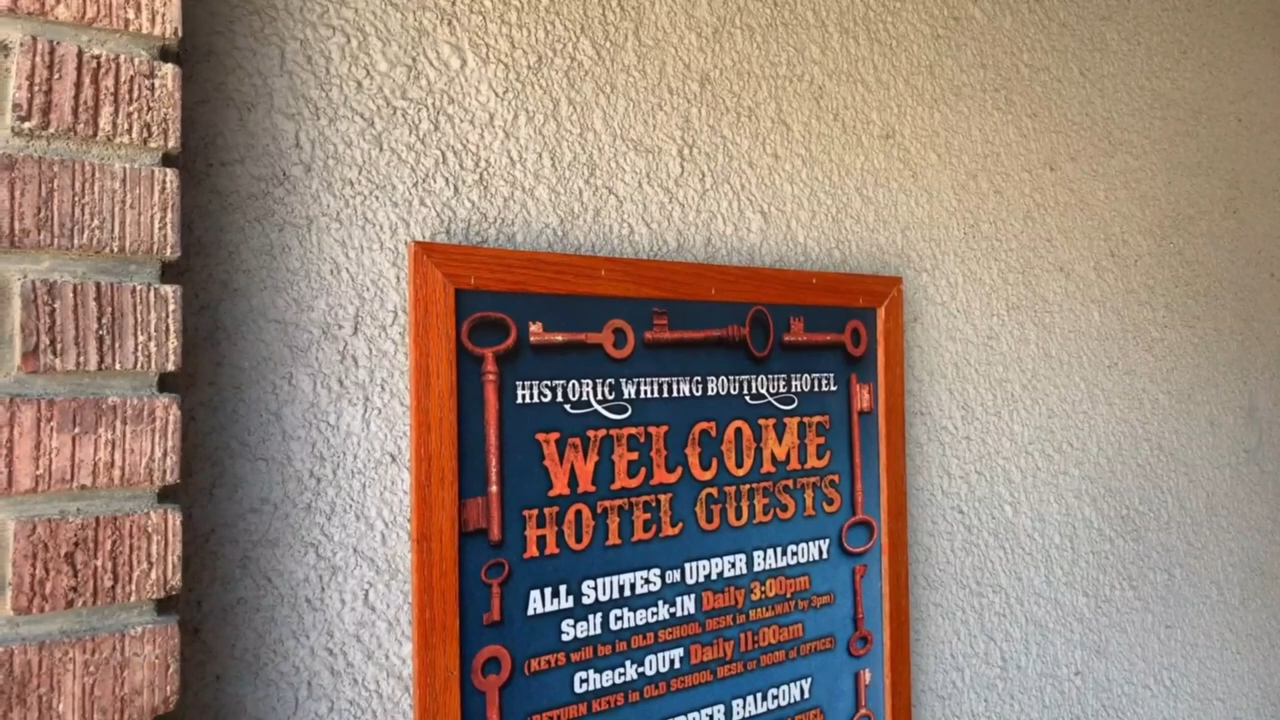 HISTORIC WHITING BOUTIQUE HOTEL
WELCOME
HOTEL GUESTS
ALL SUITES ON UPPER BALCONY
Self Check-IN Daily 3:00pm
(KEYS will be in OLD SCHOOL DESK in HALLWAY by 3pm)
Check-OUT Daily 11:00am
(RETURN KEYS in OLD SCHOOL DESK or DOOR of OFFICE)
UPPER BALCONY
LEVEL